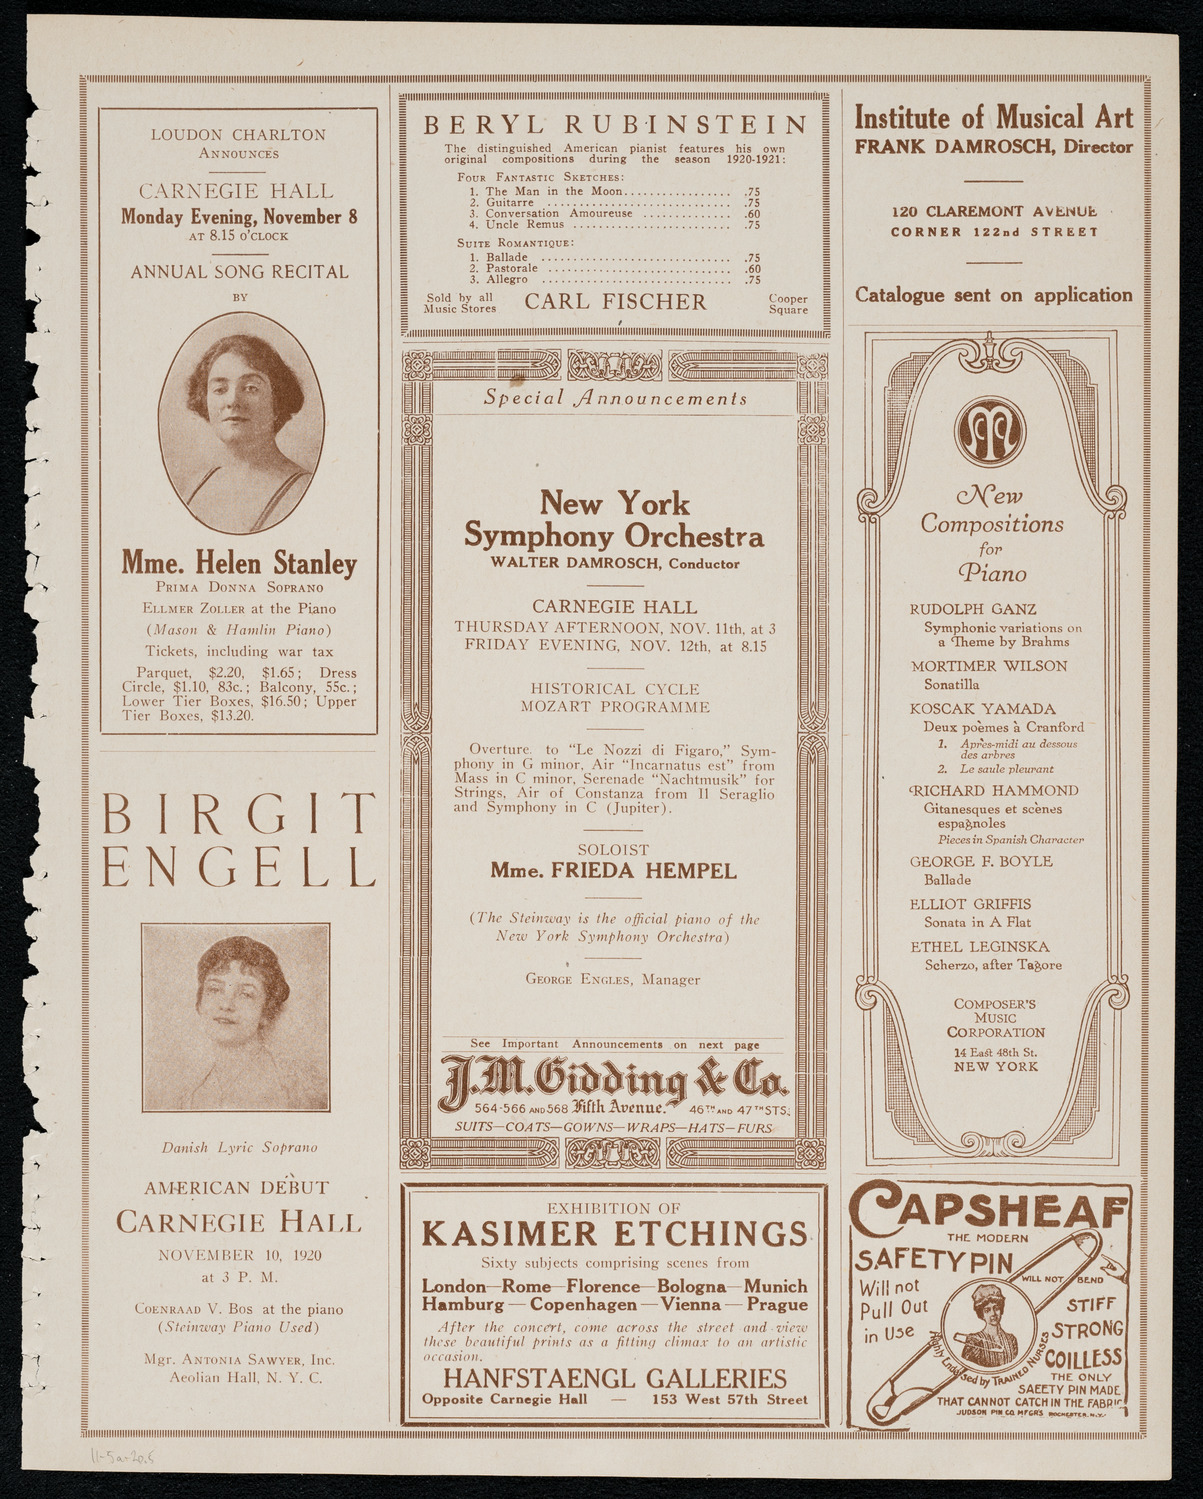 LOUDON CHARLTON
ANNOUNCES
CARNEGIE HALL
Monday Evening, November 8
AT 8.15 O'CLOCK
ANNUAL SONG RECITAL
BY
Mme. Helen Stanley
PRIMA DONNA SOPRANO
ELLMER ZOLLER at the Piano
(Mason & Hamlin Piano)
Tickets, including war tax
Parquet, $2.20, $1.65; Dress
Circle, $1.10, 83c.; Balcony, 55c.;
Lower Tier Boxes, $16.50; Upper
Tier Boxes, $13.20.
BIRGIT
ENGELL
Danish Lyric Soprano
AMERICAN DEBUT
CARNEGIE HALL
NOVEMBER 10, 1920
at 3 P. M.
COENRAAD V. BOS at the piano
(Steinway Piano Used)
Mgr. ANTONIA SAWYER, Inc.
Aeolian Hall, N. Y. C.
BERYL RUBINSTEIN
The distinguished American pianist features his own
original compositions during the season 1920-1921:
FOUR FANTASTIC SKETCHES:
1. The Man in the Moon................ .75
2. Guitarre ........................... .75
3. Conversation Amoureuse ............. .60
4. Uncle Remus ........................ .75
SUITE ROMANTIQUE:
1. Ballade ............................ .75
2. Pastorale .......................... .60
3. Allegro ............................ .75
Sold by all
Music Stores
CARL FISCHER
Cooper
Square
Special Announcements
New York
Symphony Orchestra
WALTER DAMROSCH, Conductor
CARNEGIE HALL
THURSDAY AFTERNOON, NOV. 11th, at 3
FRIDAY EVENING, NOV. 12th, at 8.15
HISTORICAL CYCLE
MOZART PROGRAMME
Overture to "Le Nozzi di Figaro," Sym-
phony in G minor, Air "Incarnatus est" from
Mass in C minor, Serenade "Nachtmusik" for
Strings, Air of Constanza from Il Seraglio
and Symphony in C (Jupiter).
SOLOIST
Mme. FRIEDA HEMPEL
(The Steinway is the official piano of the
New York Symphony Orchestra)
GEORGE ENGLES, Manager
See Important Announcements on next page
J.M. Gidding & Co.
564-566 AND 568 Fifth Avenue. 46TH AND 47TH STS.
SUITS—COATS—GOWNS—WRAPS—HATS—FURS
EXHIBITION OF
KASIMER ETCHINGS
Sixty subjects comprising scenes from
London—Rome—Florence—Bologna—Munich
Hamburg—Copenhagen—Vienna—Prague
After the concert, come across the street and view
these beautiful prints as a fitting climax to an artistic
occasion.
HANFSTAENGL GALLERIES
Opposite Carnegie Hall — 153 West 57th Street
Institute of Musical Art
FRANK DAMROSCH, Director
120 CLAREMONT AVENUE
CORNER 122nd STREET
Catalogue sent on application
M
New
Compositions
for
Piano
RUDOLPH GANZ
Symphonic variations on
a Theme by Brahms
MORTIMER WILSON
Sonatilla
KOSCAK YAMADA
Deux poèmes à Cranford
1. Après-midi au dessous
des arbres
2. Le saule pleurant
RICHARD HAMMOND
Gitanesques et scènes
espagnoles
Pieces in Spanish Character
GEORGE F. BOYLE
Ballade
ELLIOT GRIFFIS
Sonata in A Flat
ETHEL LEGINSKA
Scherzo, after Tagore
COMPOSER'S
MUSIC
CORPORATION
14 East 48th St.
NEW YORK
CAPSHEAF
THE MODERN
SAFETY PIN
WILL NOT BEND
Will not
Pull Out
in Use
STIFF
STRONG
COILLESS
Highly Endorsed by TRAINED NURSES
THE ONLY
SAFETY PIN MADE
THAT CANNOT CATCH IN THE FABRIC
JUDSON PIN CO. MFGRS. ROCHESTER, N.Y.
11-5a-20.5